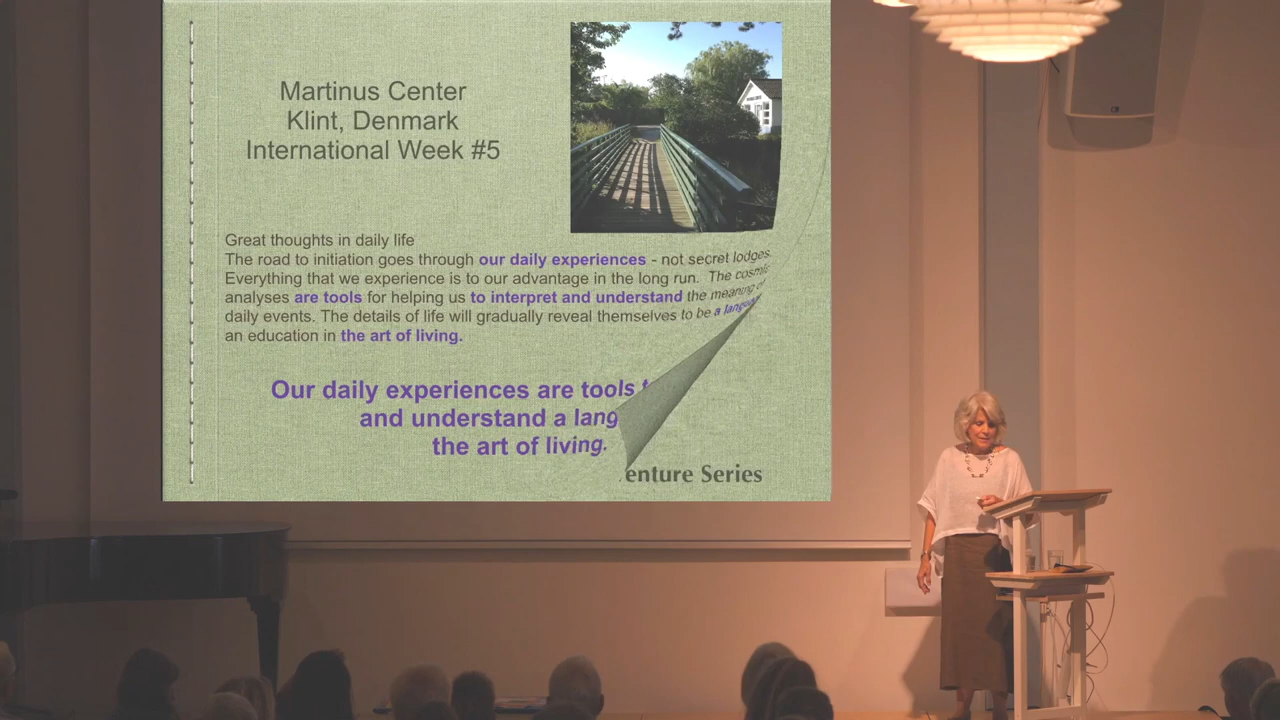 Martinus Center
Klint, Denmark
International Week #5
Great thoughts in daily life
The road to initiation goes through our daily experiences - not secret lodges.
Everything that we experience is to our advantage in the long run. The cosmic
analyses are tools for helping us to interpret and understand the meaning of
daily events. The details of life will gradually reveal themselves to be a
an education in the art of living.
Our daily experiences are tools
and understand a lang
the art of living.
enture Series